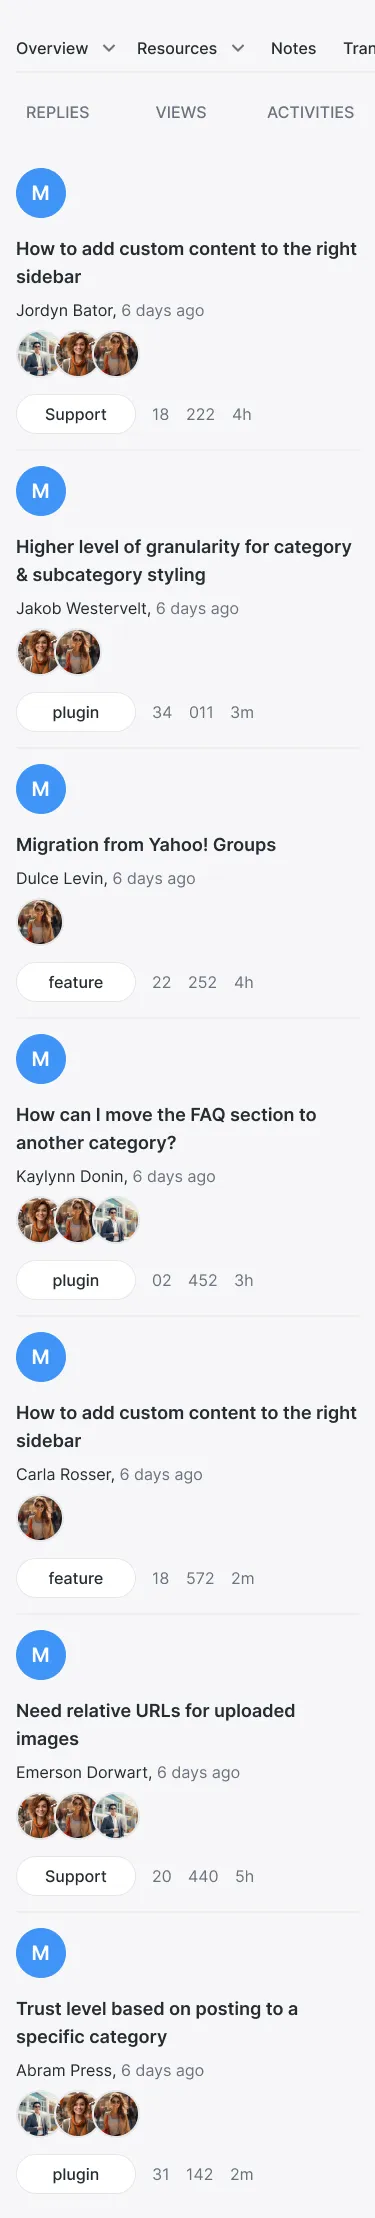 Overview Resources Notes Tran
REPLIES VIEWS ACTIVITIES
M
How to add custom content to the right
sidebar
Jordyn Bator, 6 days ago
Support 18 222 4h
M
Higher level of granularity for category
& subcategory styling
Jakob Westervelt, 6 days ago
plugin 34 011 3m
M
Migration from Yahoo! Groups
Dulce Levin, 6 days ago
feature 22 252 4h
M
How can I move the FAQ section to
another category?
Kaylynn Donin, 6 days ago
plugin 02 452 3h
M
How to add custom content to the right
sidebar
Carla Rosser, 6 days ago
feature 18 572 2m
M
Need relative URLs for uploaded
images
Emerson Dorwart, 6 days ago
Support 20 440 5h
M
Trust level based on posting to a
specific category
Abram Press, 6 days ago
plugin 31 142 2m